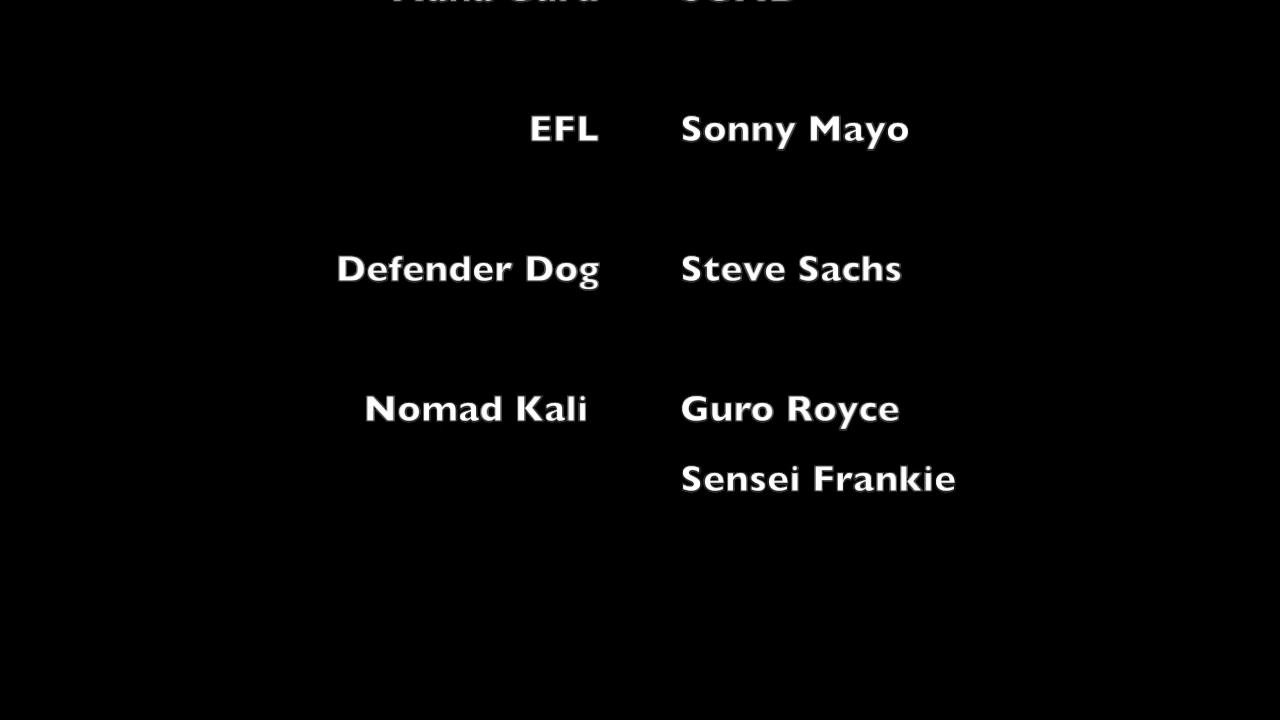 EFL Sonny Mayo
Defender Dog Steve Sachs
Nomad Kali Guro Royce
Sensei Frankie